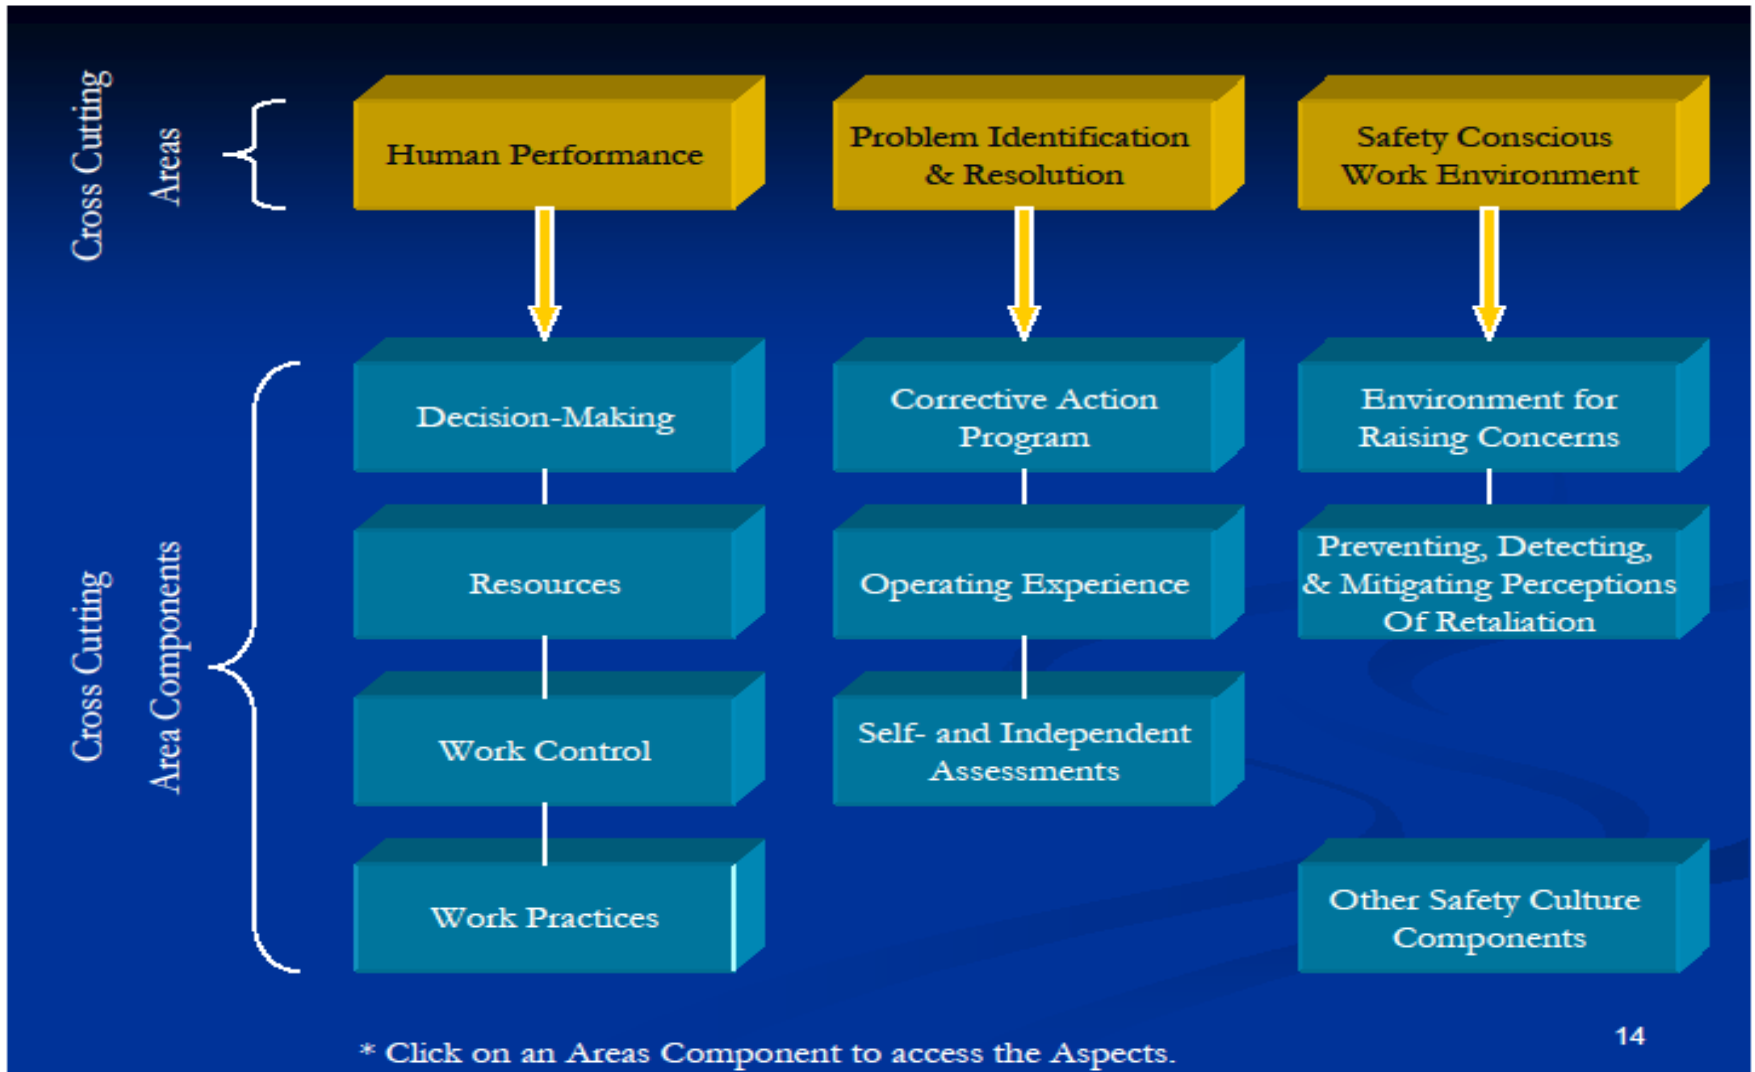 Cross Cutting
Areas
Human Performance
Problem Identification
& Resolution
Safety Conscious
Work Environment
Cross Cutting
Area Components
Decision-Making
Resources
Work Control
Work Practices
Corrective Action
Program
Operating Experience
Self- and Independent
Assessments
Environment for
Raising Concerns
Preventing, Detecting,
& Mitigating Perceptions
Of Retaliation
Other Safety Culture
Components
* Click on an Areas Component to access the Aspects.
14